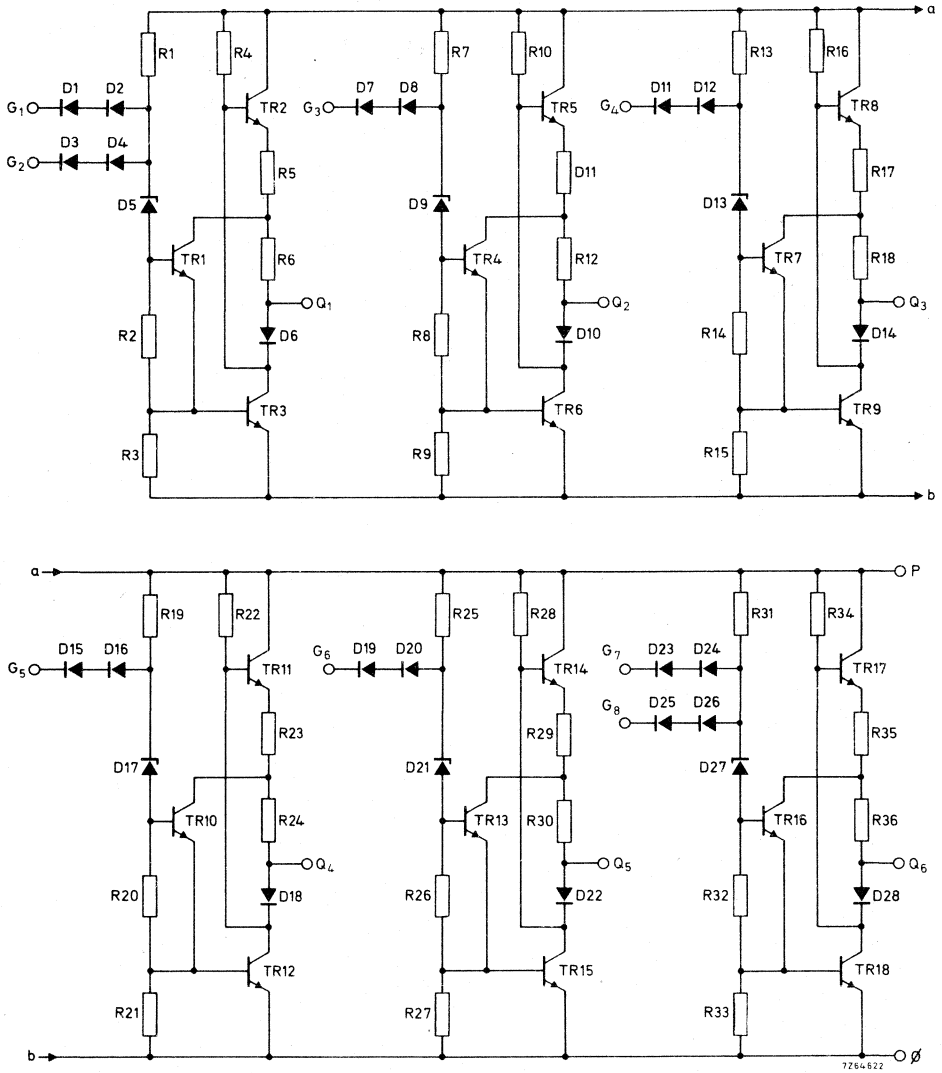 a
R1 R4 R7 R10 R13 R16
D1 D2 D7 D8 D11 D12
G1 TR2 G3 TR5 G4 TR8
D3 D4
G2 R5 D11 R17
D5 D9 D13
TR1 R6 TR4 R12 TR7 R18
Q1 Q2 Q3
R2 D6 R8 D10 R14 D14
TR3 TR6 TR9
R3 R9 R15
b
a P
R19 R22 R25 R28 R31 R34
D15 D16 G6 D19 D20 G7 D23 D24
G5 TR11 TR14 TR17
G8 D25 D26
R23 R29 R35
D17 D21 D27
TR10 R24 TR13 R30 TR16 R36
Q4 Q5 Q6
R20 D18 R26 D22 R32 D28
TR12 TR15 TR18
R21 R27 R33
b Ø
7Z64622